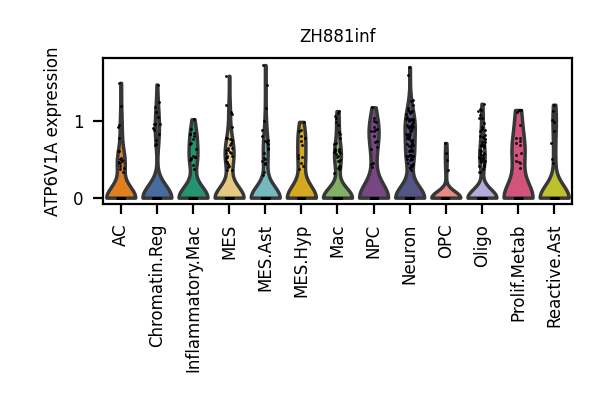 ZH881inf
ATP6V1A expression
1
0
AC
Chromatin.Reg
Inflammatory.Mac
MES
MES.Ast
MES.Hyp
Mac
NPC
Neuron
OPC
Oligo
Prolif.Metab
Reactive.Ast